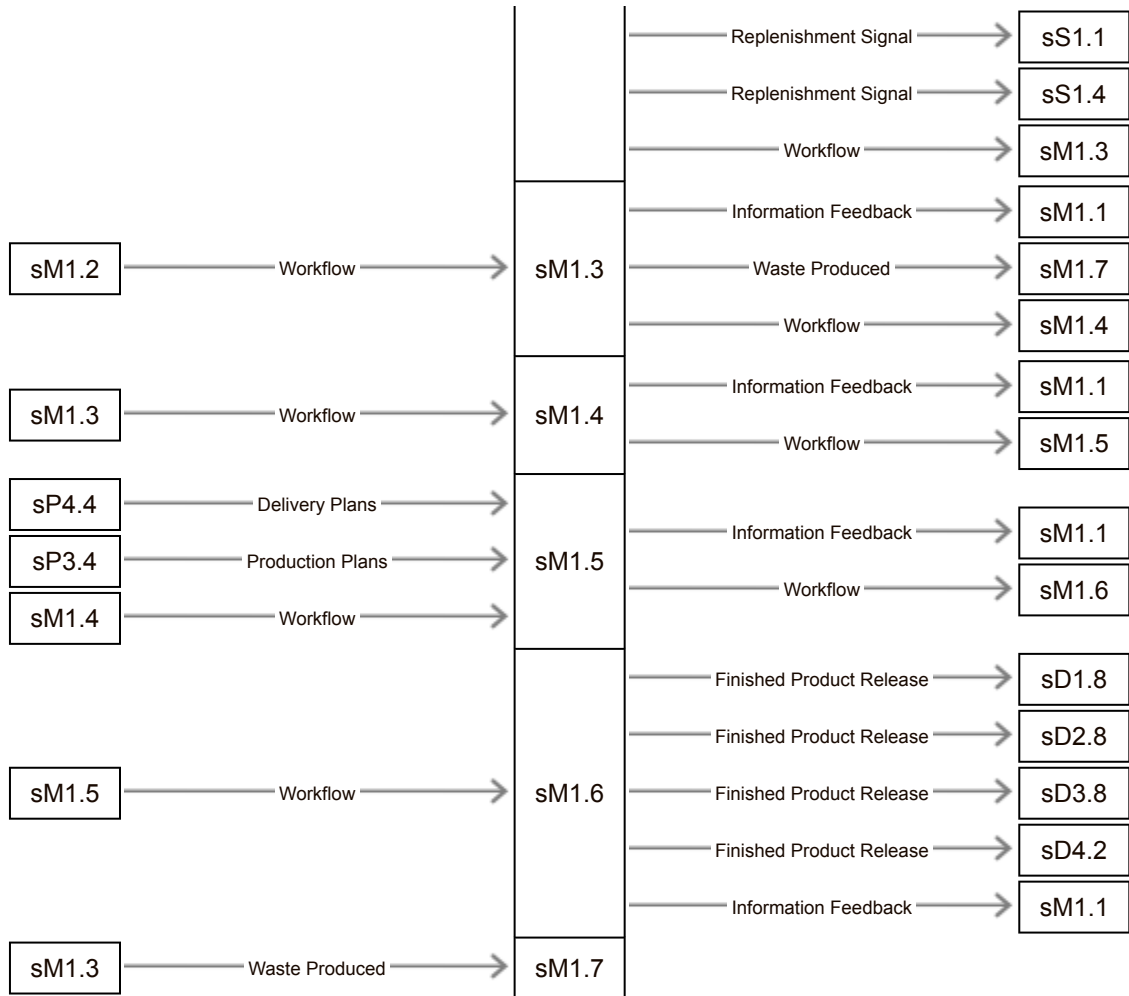 Replenishment Signal sS1.1
Replenishment Signal sS1.4
Workflow sM1.3
Information Feedback sM1.1
sM1.2 Workflow sM1.3 Waste Produced sM1.7
Workflow sM1.4
Information Feedback sM1.1
sM1.3 Workflow sM1.4
Workflow sM1.5
sP4.4 Delivery Plans
Information Feedback sM1.1
sP3.4 Production Plans sM1.5
Workflow sM1.6
sM1.4 Workflow
Finished Product Release sD1.8
Finished Product Release sD2.8
sM1.5 Workflow sM1.6 Finished Product Release sD3.8
Finished Product Release sD4.2
Information Feedback sM1.1
sM1.3 Waste Produced sM1.7